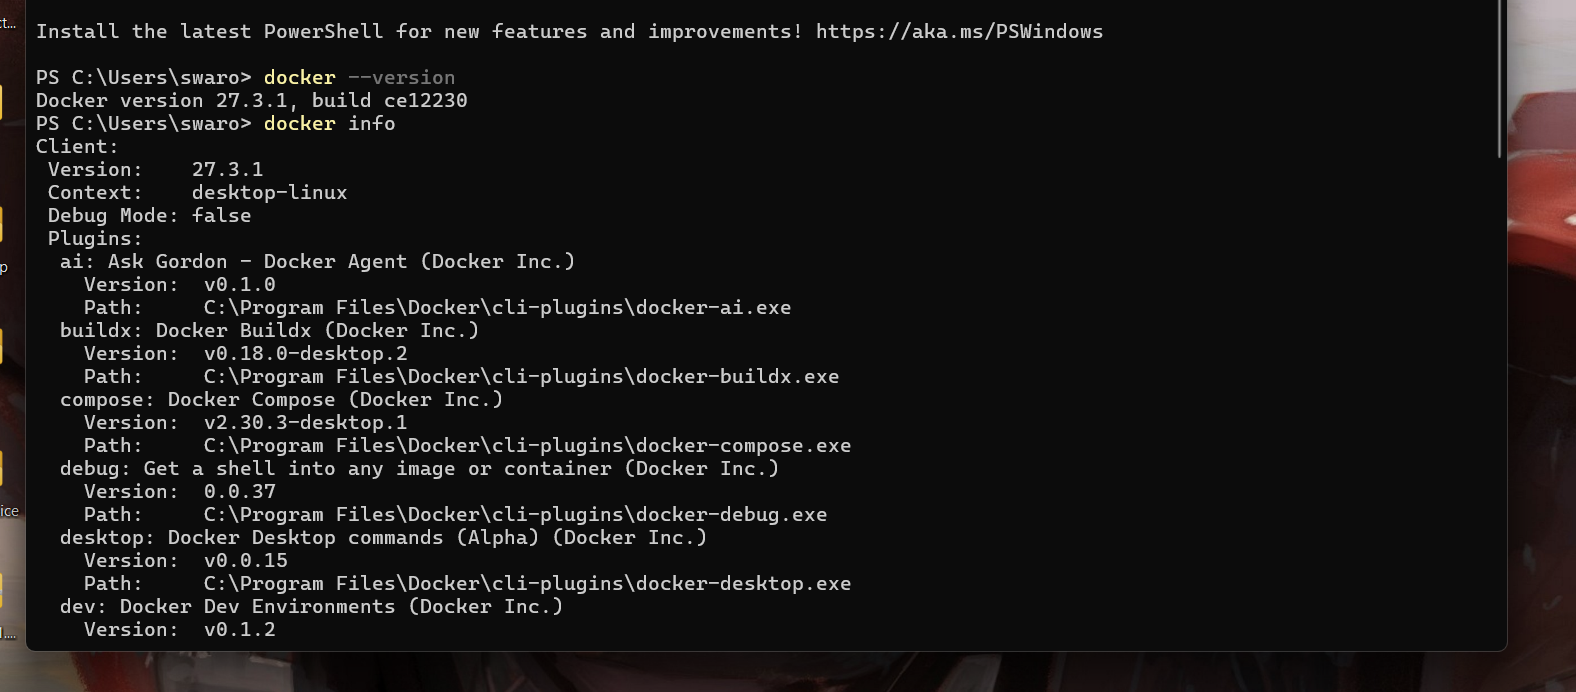 ct...
Install the latest PowerShell for new features and improvements! https://aka.ms/PSWindows
PS C:\Users\swaro> docker --version
Docker version 27.3.1, build ce12230
PS C:\Users\swaro> docker info
Client:
 Version:    27.3.1
 Context:    desktop-linux
 Debug Mode: false
 Plugins:
  ai: Ask Gordon - Docker Agent (Docker Inc.)
    Version:  v0.1.0
    Path:     C:\Program Files\Docker\cli-plugins\docker-ai.exe
  buildx: Docker Buildx (Docker Inc.)
    Version:  v0.18.0-desktop.2
    Path:     C:\Program Files\Docker\cli-plugins\docker-buildx.exe
  compose: Docker Compose (Docker Inc.)
    Version:  v2.30.3-desktop.1
    Path:     C:\Program Files\Docker\cli-plugins\docker-compose.exe
  debug: Get a shell into any image or container (Docker Inc.)
    Version:  0.0.37
    Path:     C:\Program Files\Docker\cli-plugins\docker-debug.exe
  desktop: Docker Desktop commands (Alpha) (Docker Inc.)
    Version:  v0.0.15
    Path:     C:\Program Files\Docker\cli-plugins\docker-desktop.exe
  dev: Docker Dev Environments (Docker Inc.)
    Version:  v0.1.2
p
ice